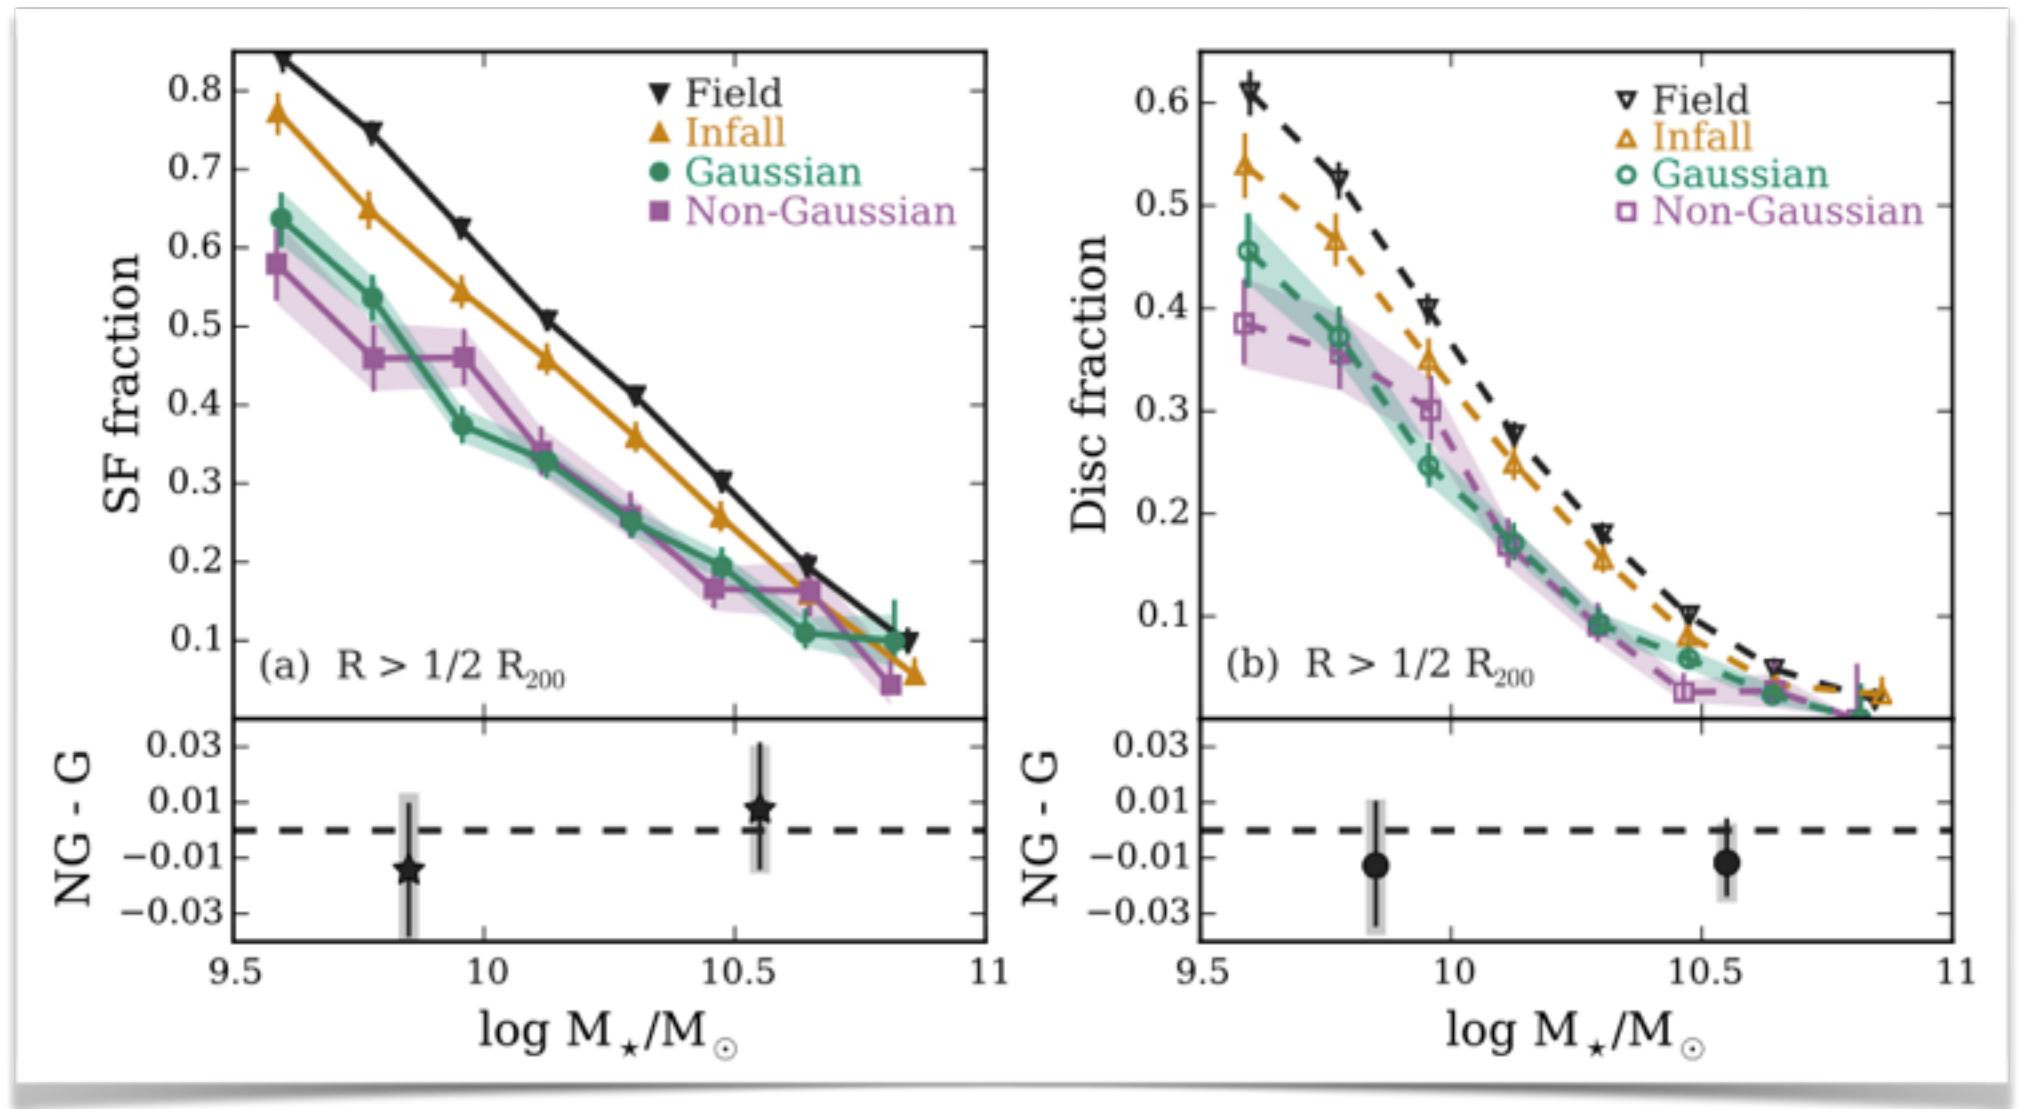 SF fraction
0.8
0.7
0.6
0.5
0.4
0.3
0.2
0.1
Field
Infall
Gaussian
Non-Gaussian
(a) R > 1/2 R₂₀₀
NG - G
0.03
0.01
−0.01
−0.03
9.5 10 10.5 11
log M⋆/M⊙
Disc fraction
0.6
0.5
0.4
0.3
0.2
0.1
Field
Infall
Gaussian
Non-Gaussian
(b) R > 1/2 R₂₀₀
NG - G
0.03
0.01
−0.01
−0.03
9.5 10 10.5 11
log M⋆/M⊙